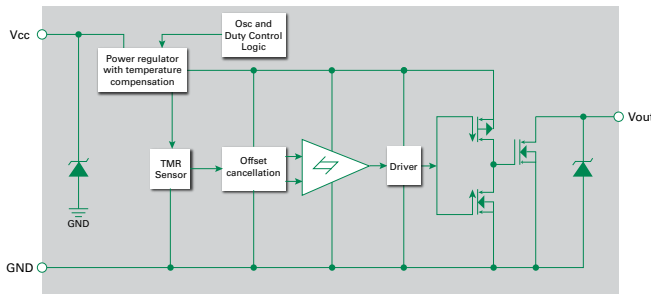 Osc and
Duty Control
Logic
Vcc
Power regulator
with temperature
compensation
Vout
TMR
Sensor
Offset
cancellation
Driver
GND
GND